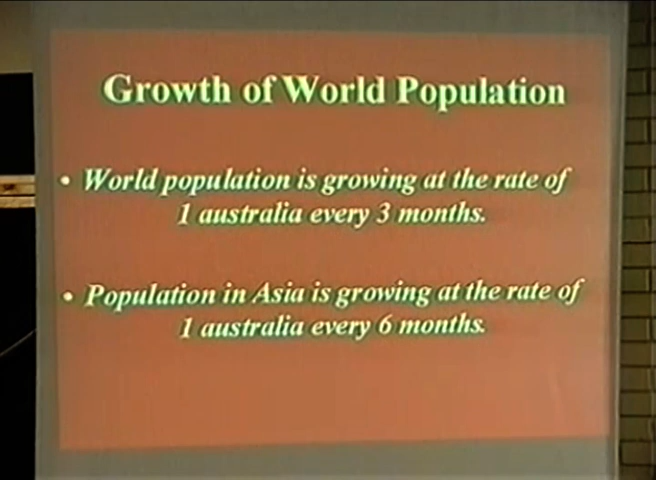 Growth of World Population
• World population is growing at the rate of
1 australia every 3 months.
• Population in Asia is growing at the rate of
1 australia every 6 months.